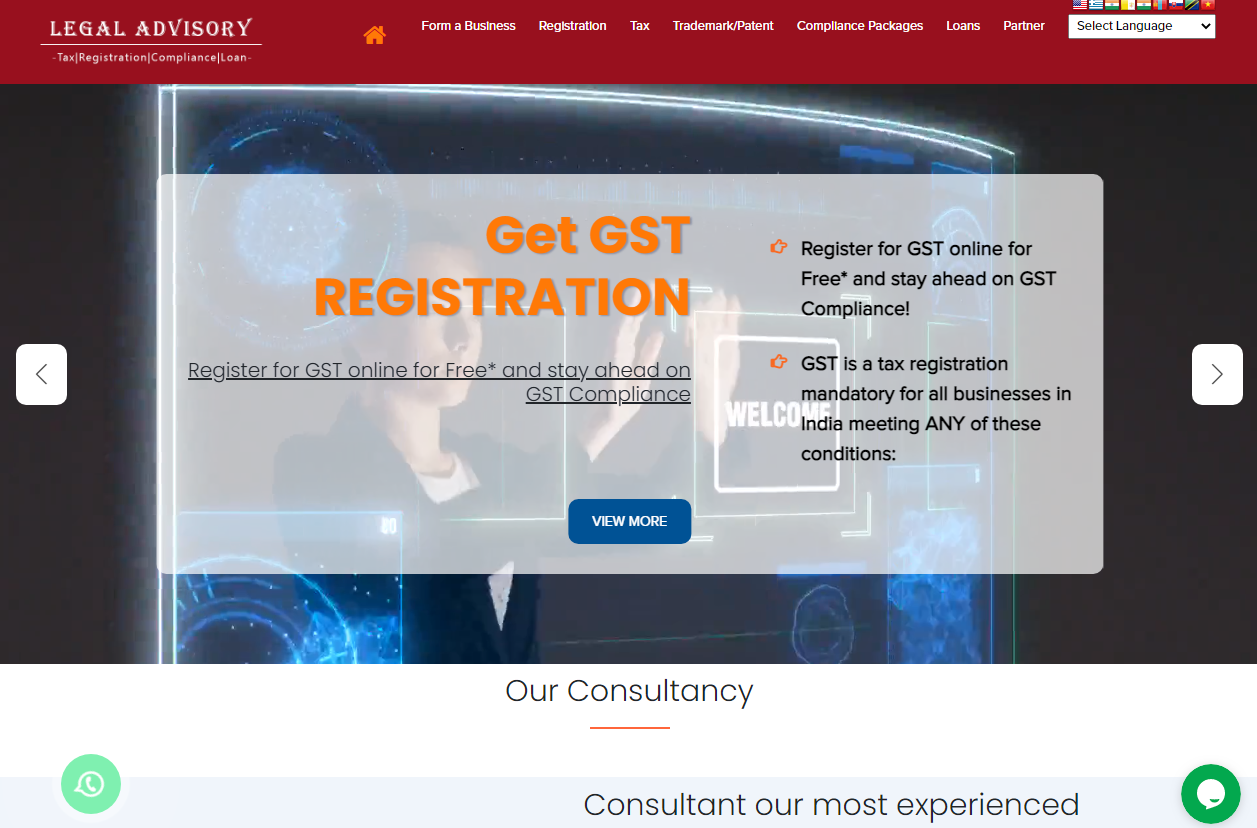 LEGAL ADVISORY
-Tax|Registration|Compliance|Loan-
Form a Business
Registration
Tax
Trademark/Patent
Compliance Packages
Loans
Partner
Select Language
Get GST
REGISTRATION
Register for GST online for Free* and stay ahead on
GST Compliance
VIEW MORE
Register for GST online for
Free* and stay ahead on GST
Compliance!
GST is a tax registration
mandatory for all businesses in
India meeting ANY of these
conditions:
WELCOME
80
Our Consultancy
Consultant our most experienced